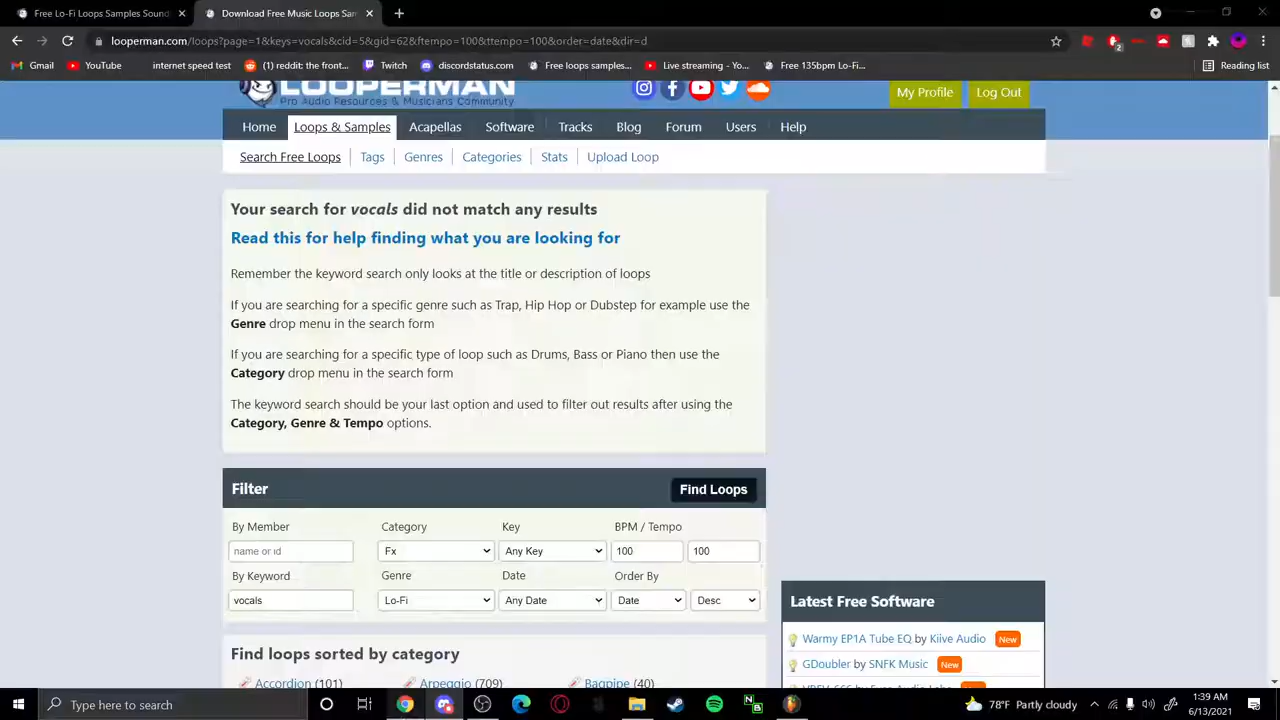 Free Lo-Fi Loops Samples Soun
Download Free Music Loops Sam
looperman.com/loops?page=1&keys=vocals&cid=5&gid=62&ftempo=100&ttempo=100&order=date&dir=d
2
Gmail
YouTube
internet speed test
(1) reddit: the front...
Twitch
discordstatus.com
Free loops samples...
Live streaming - Yo...
Free 135bpm Lo-Fi...
Reading list
LOOPERMAN
Pro Audio Resources & Musicians Community
My Profile
Log Out
Home
Loops & Samples
Acapellas
Software
Tracks
Blog
Forum
Users
Help
Search Free Loops
Tags
Genres
Categories
Stats
Upload Loop
Your search for vocals did not match any results
Read this for help finding what you are looking for
Remember the keyword search only looks at the title or description of loops
If you are searching for a specific genre such as Trap, Hip Hop or Dubstep for example use the
Genre drop menu in the search form
If you are searching for a specific type of loop such as Drums, Bass or Piano then use the
Category drop menu in the search form
The keyword search should be your last option and used to filter out results after using the
Category, Genre & Tempo options.
Filter
Find Loops
By Member
Category
Key
BPM / Tempo
name or id
Fx
Any Key
100
100
By Keyword
Genre
Date
Order By
vocals
Lo-Fi
Any Date
Date
Desc
Find loops sorted by category
Accordion (101)
Arpeggio (709)
Bagpipe (40)
Latest Free Software
Warmy EP1A Tube EQ by Kiive Audio New
GDoubler by SNFK Music New
Type here to search
78°F Partly cloudy
1:39 AM
6/13/2021